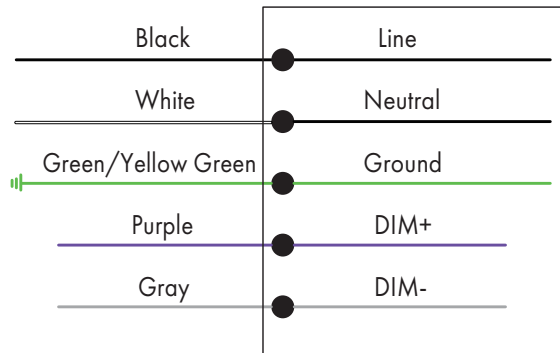 Black Line
White Neutral
Green/Yellow Green Ground
Purple DIM+
Gray DIM-